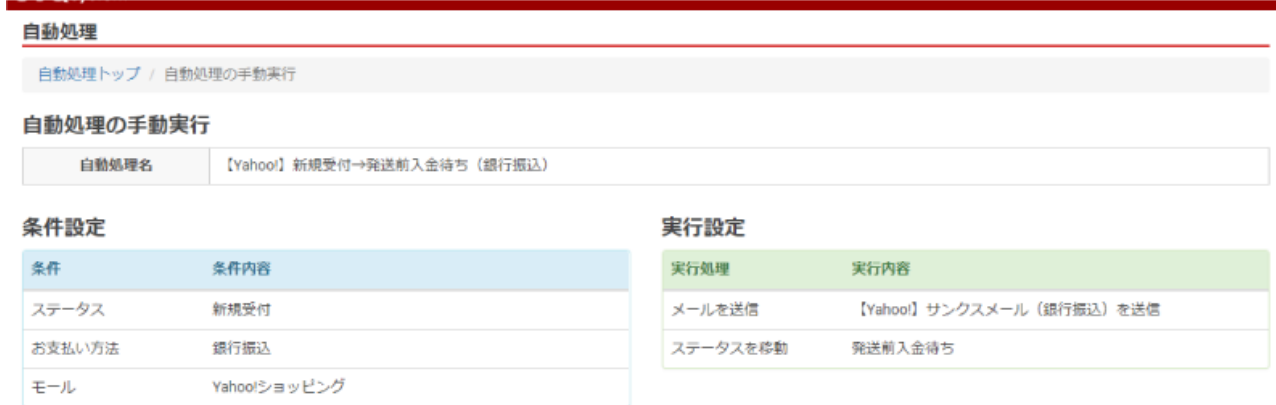 自動処理
自動処理トップ / 自動処理の手動実行
自動処理の手動実行
自動処理名 【Yahoo!】新規受付→発送前入金待ち（銀行振込）
条件設定
条件 条件内容
ステータス 新規受付
お支払い方法 銀行振込
モール Yahoo!ショッピング
実行設定
実行処理 実行内容
メールを送信 【Yahoo!】サンクスメール（銀行振込）を送信
ステータスを移動 発送前入金待ち